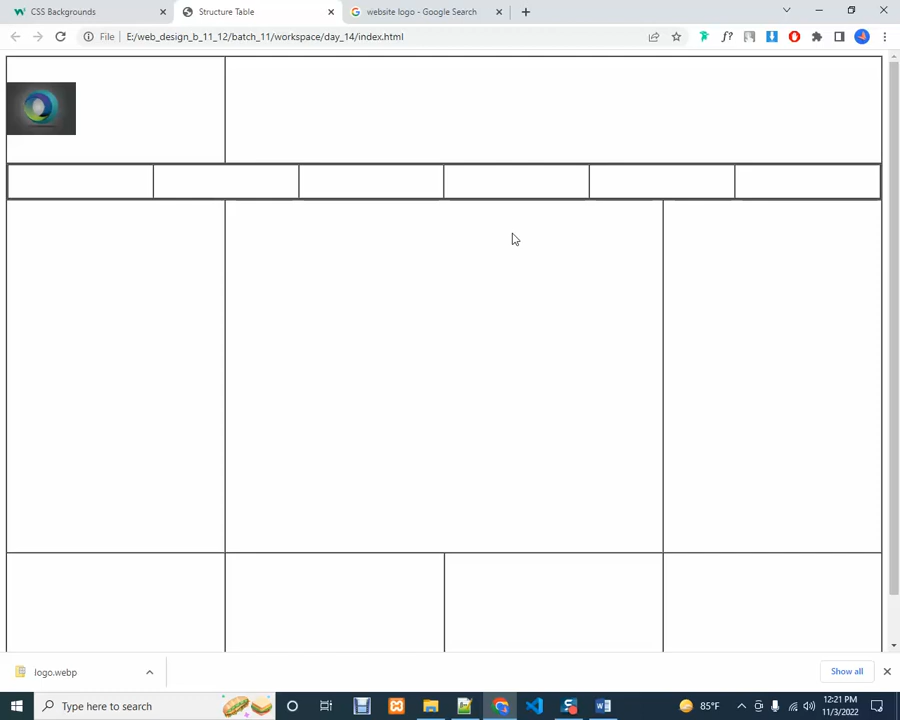 CSS Backgrounds
Structure Table
website logo - Google Search
File
E:/web_design_b_11_12/batch_11/workspace/day_14/index.html
f?
logo.webp
Show all
Type here to search
85°F
12:21 PM
11/3/2022